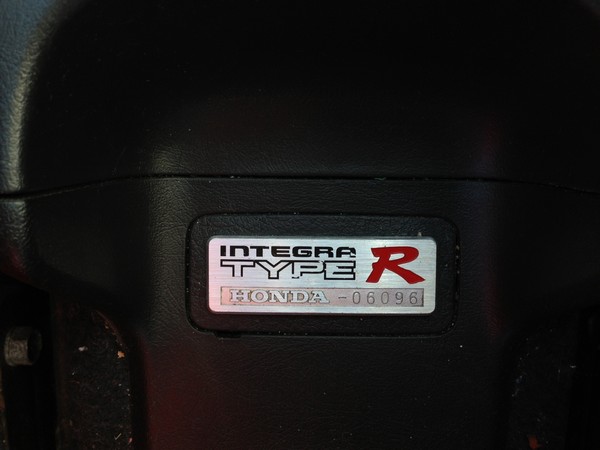 INTEGRA
TYPE R
HONDA -06096